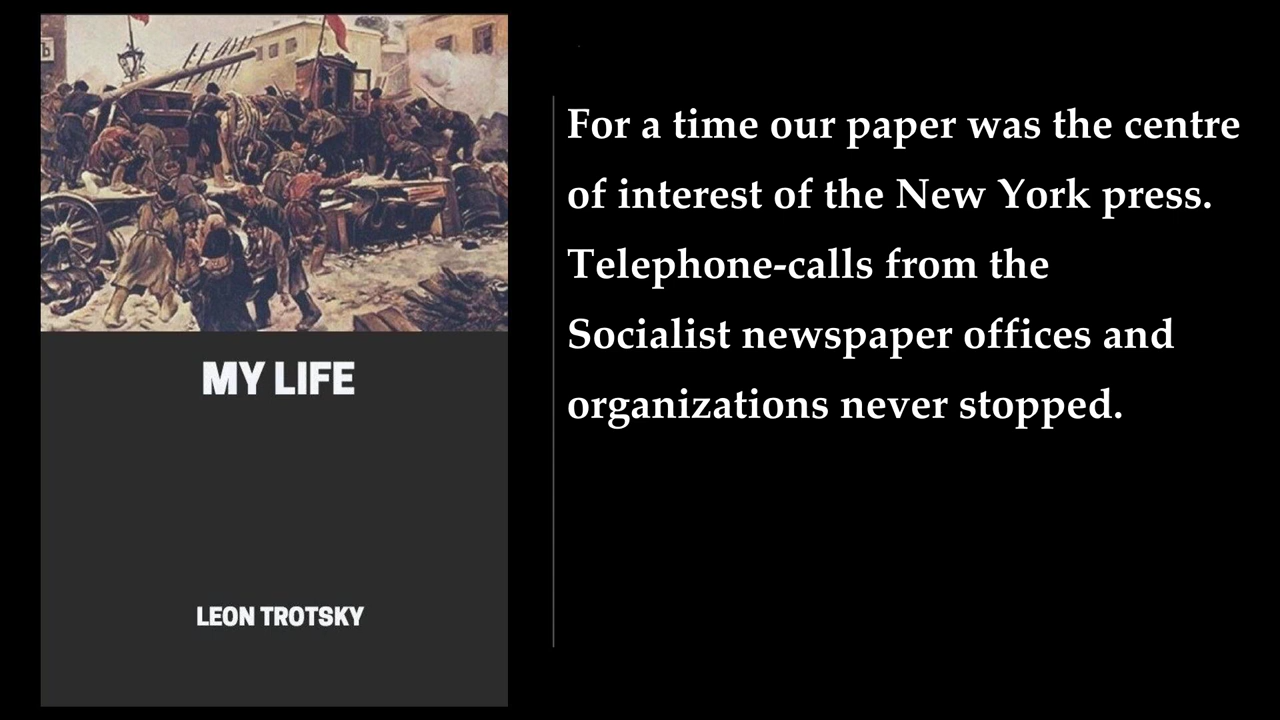 MY LIFE
LEON TROTSKY
For a time our paper was the centre
of interest of the New York press.
Telephone-calls from the
Socialist newspaper offices and
organizations never stopped.